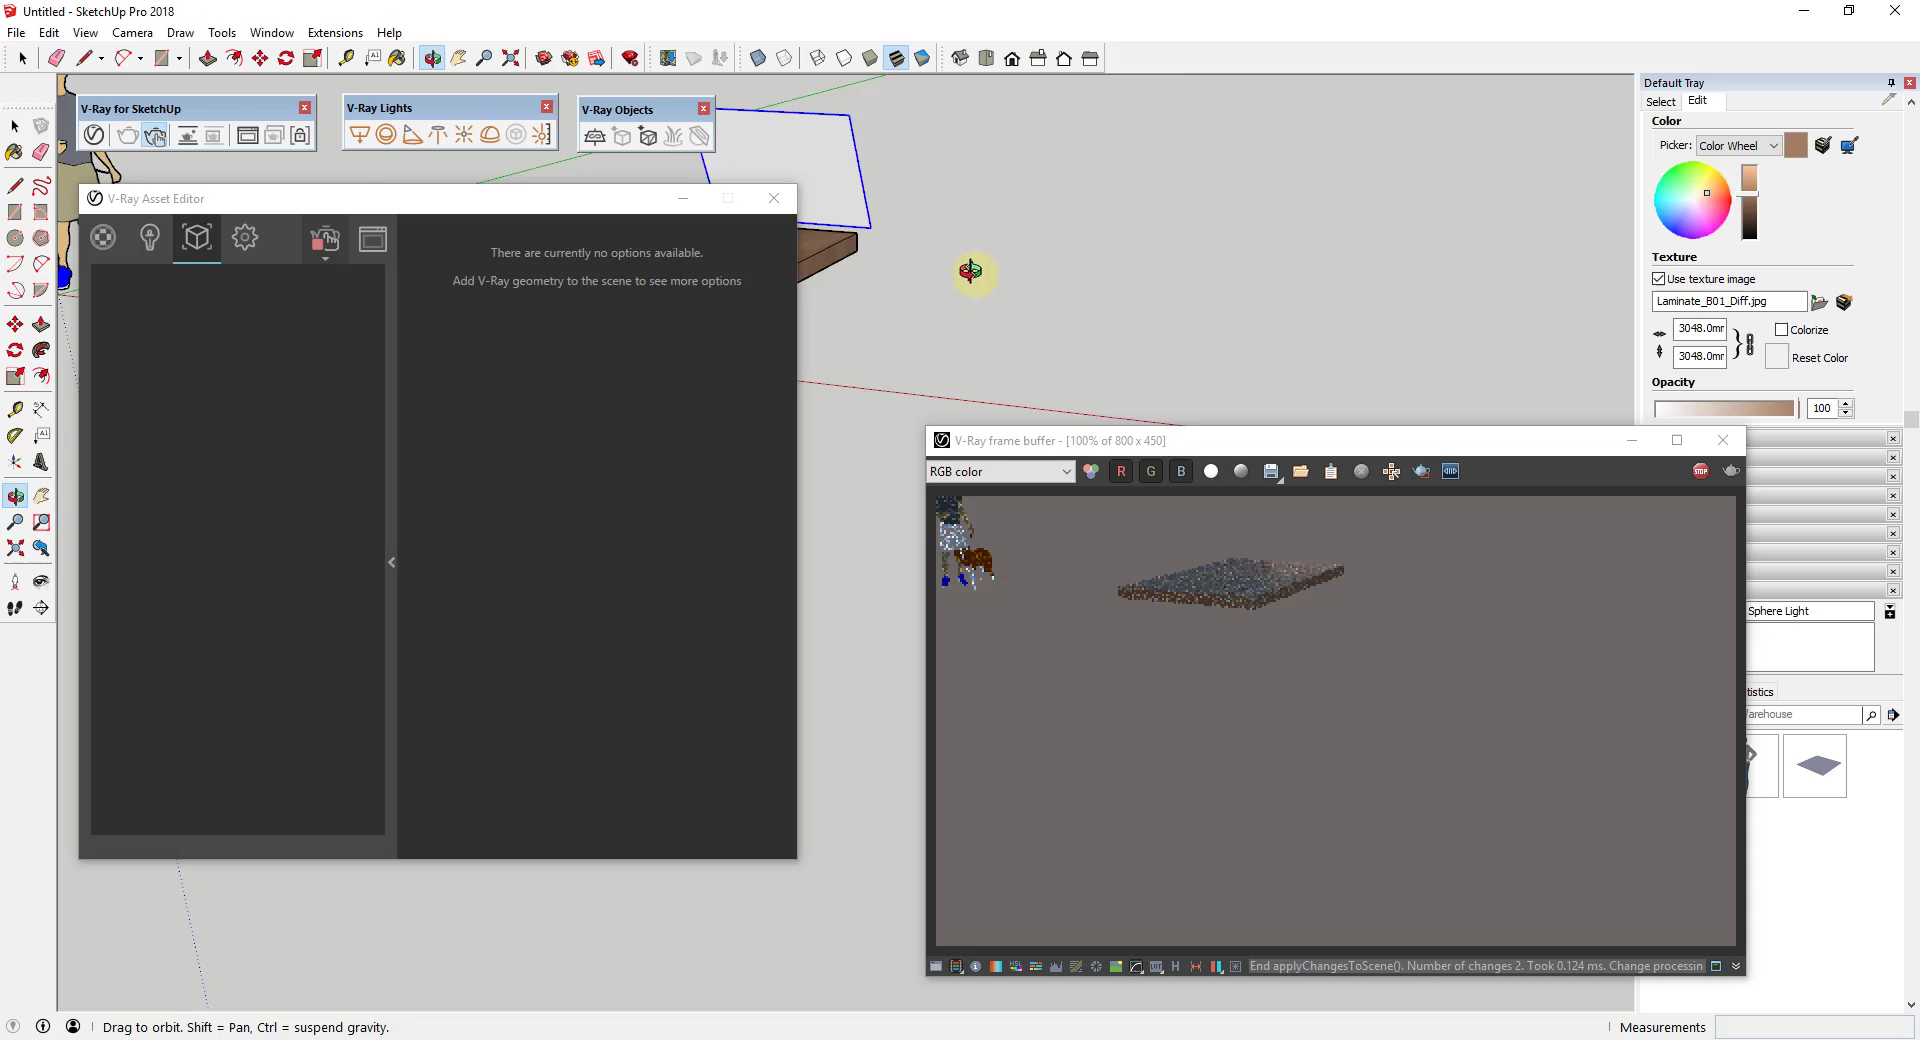 Untitled - SketchUp Pro 2018
File Edit View Camera Draw Tools Window Extensions Help
Default Tray
Select Edit
V-Ray for SketchUp
V-Ray Lights
V-Ray Objects
Color
Picker: Color Wheel
V-Ray Asset Editor
There are currently no options available.
Add V-Ray geometry to the scene to see more options
Texture
Use texture image
Laminate_B01_Diff.jpg
3048.0mr
Colorize
3048.0mr
Reset Color
Opacity
100
V-Ray frame buffer - [100% of 800 x 450]
RGB color
R G B
STOP
Sphere Light
tistics
arehouse
HSL
H
End applyChangesToScene(). Number of changes 2. Took 0.124 ms. Change processin
Drag to orbit. Shift = Pan, Ctrl = suspend gravity.
Measurements